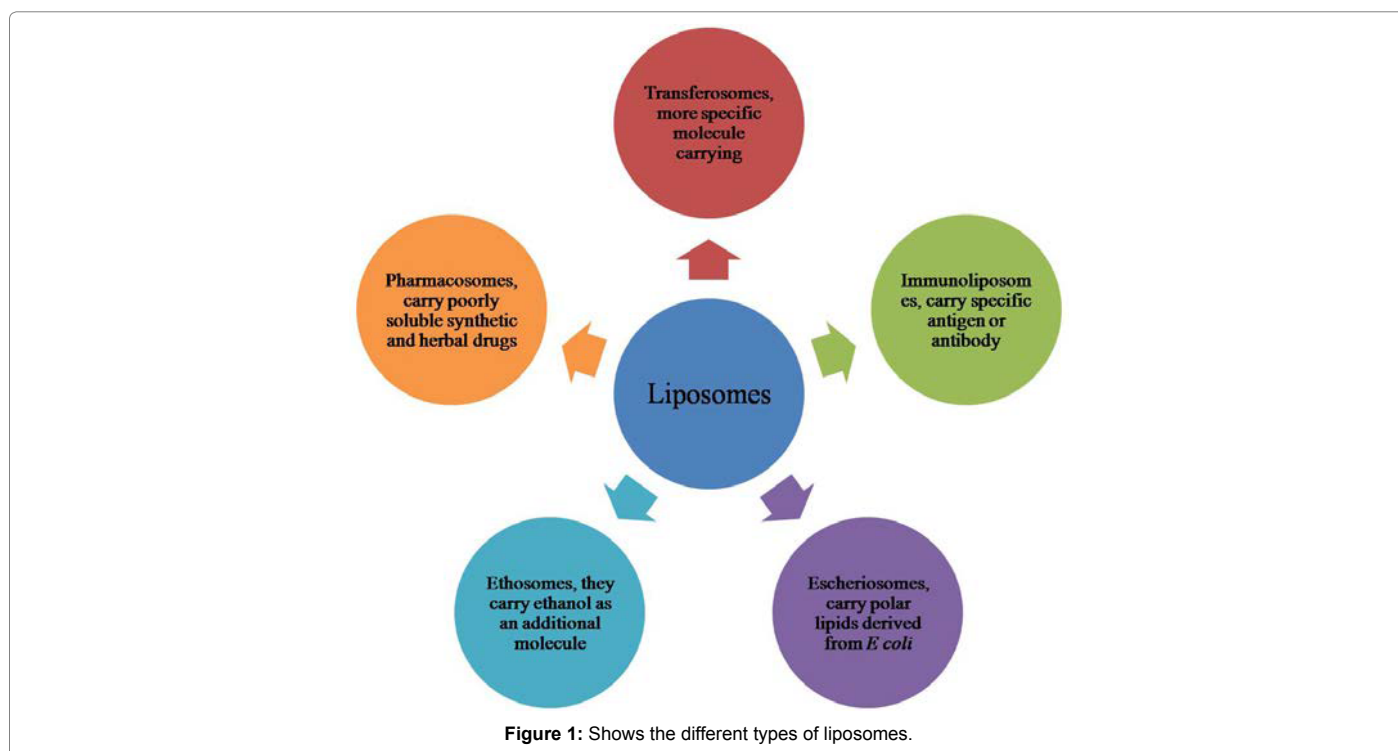 Transferosomes,
more specific
molecule
carrying
Pharmacosomes,
carry poorly
soluble synthetic
and herbal drugs
Immunoliposom
es, carry specific
antigen or
antibody
Liposomes
Ethosomes, they
carry ethanol as
an additional
molecule
Escheriosomes,
carry polar
lipids derived
from E coli
Figure 1: Shows the different types of liposomes.